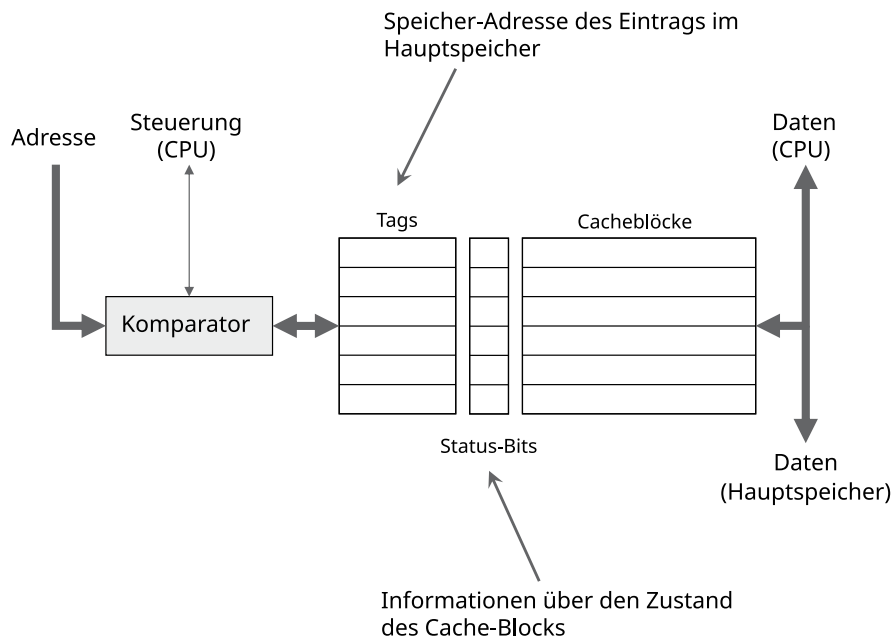 Speicher-Adresse des Eintrags im
Hauptspeicher
Adresse
Steuerung
(CPU)
Daten
(CPU)
Tags
Cacheblöcke
Komparator
Status-Bits
Daten
(Hauptspeicher)
Informationen über den Zustand
des Cache-Blocks